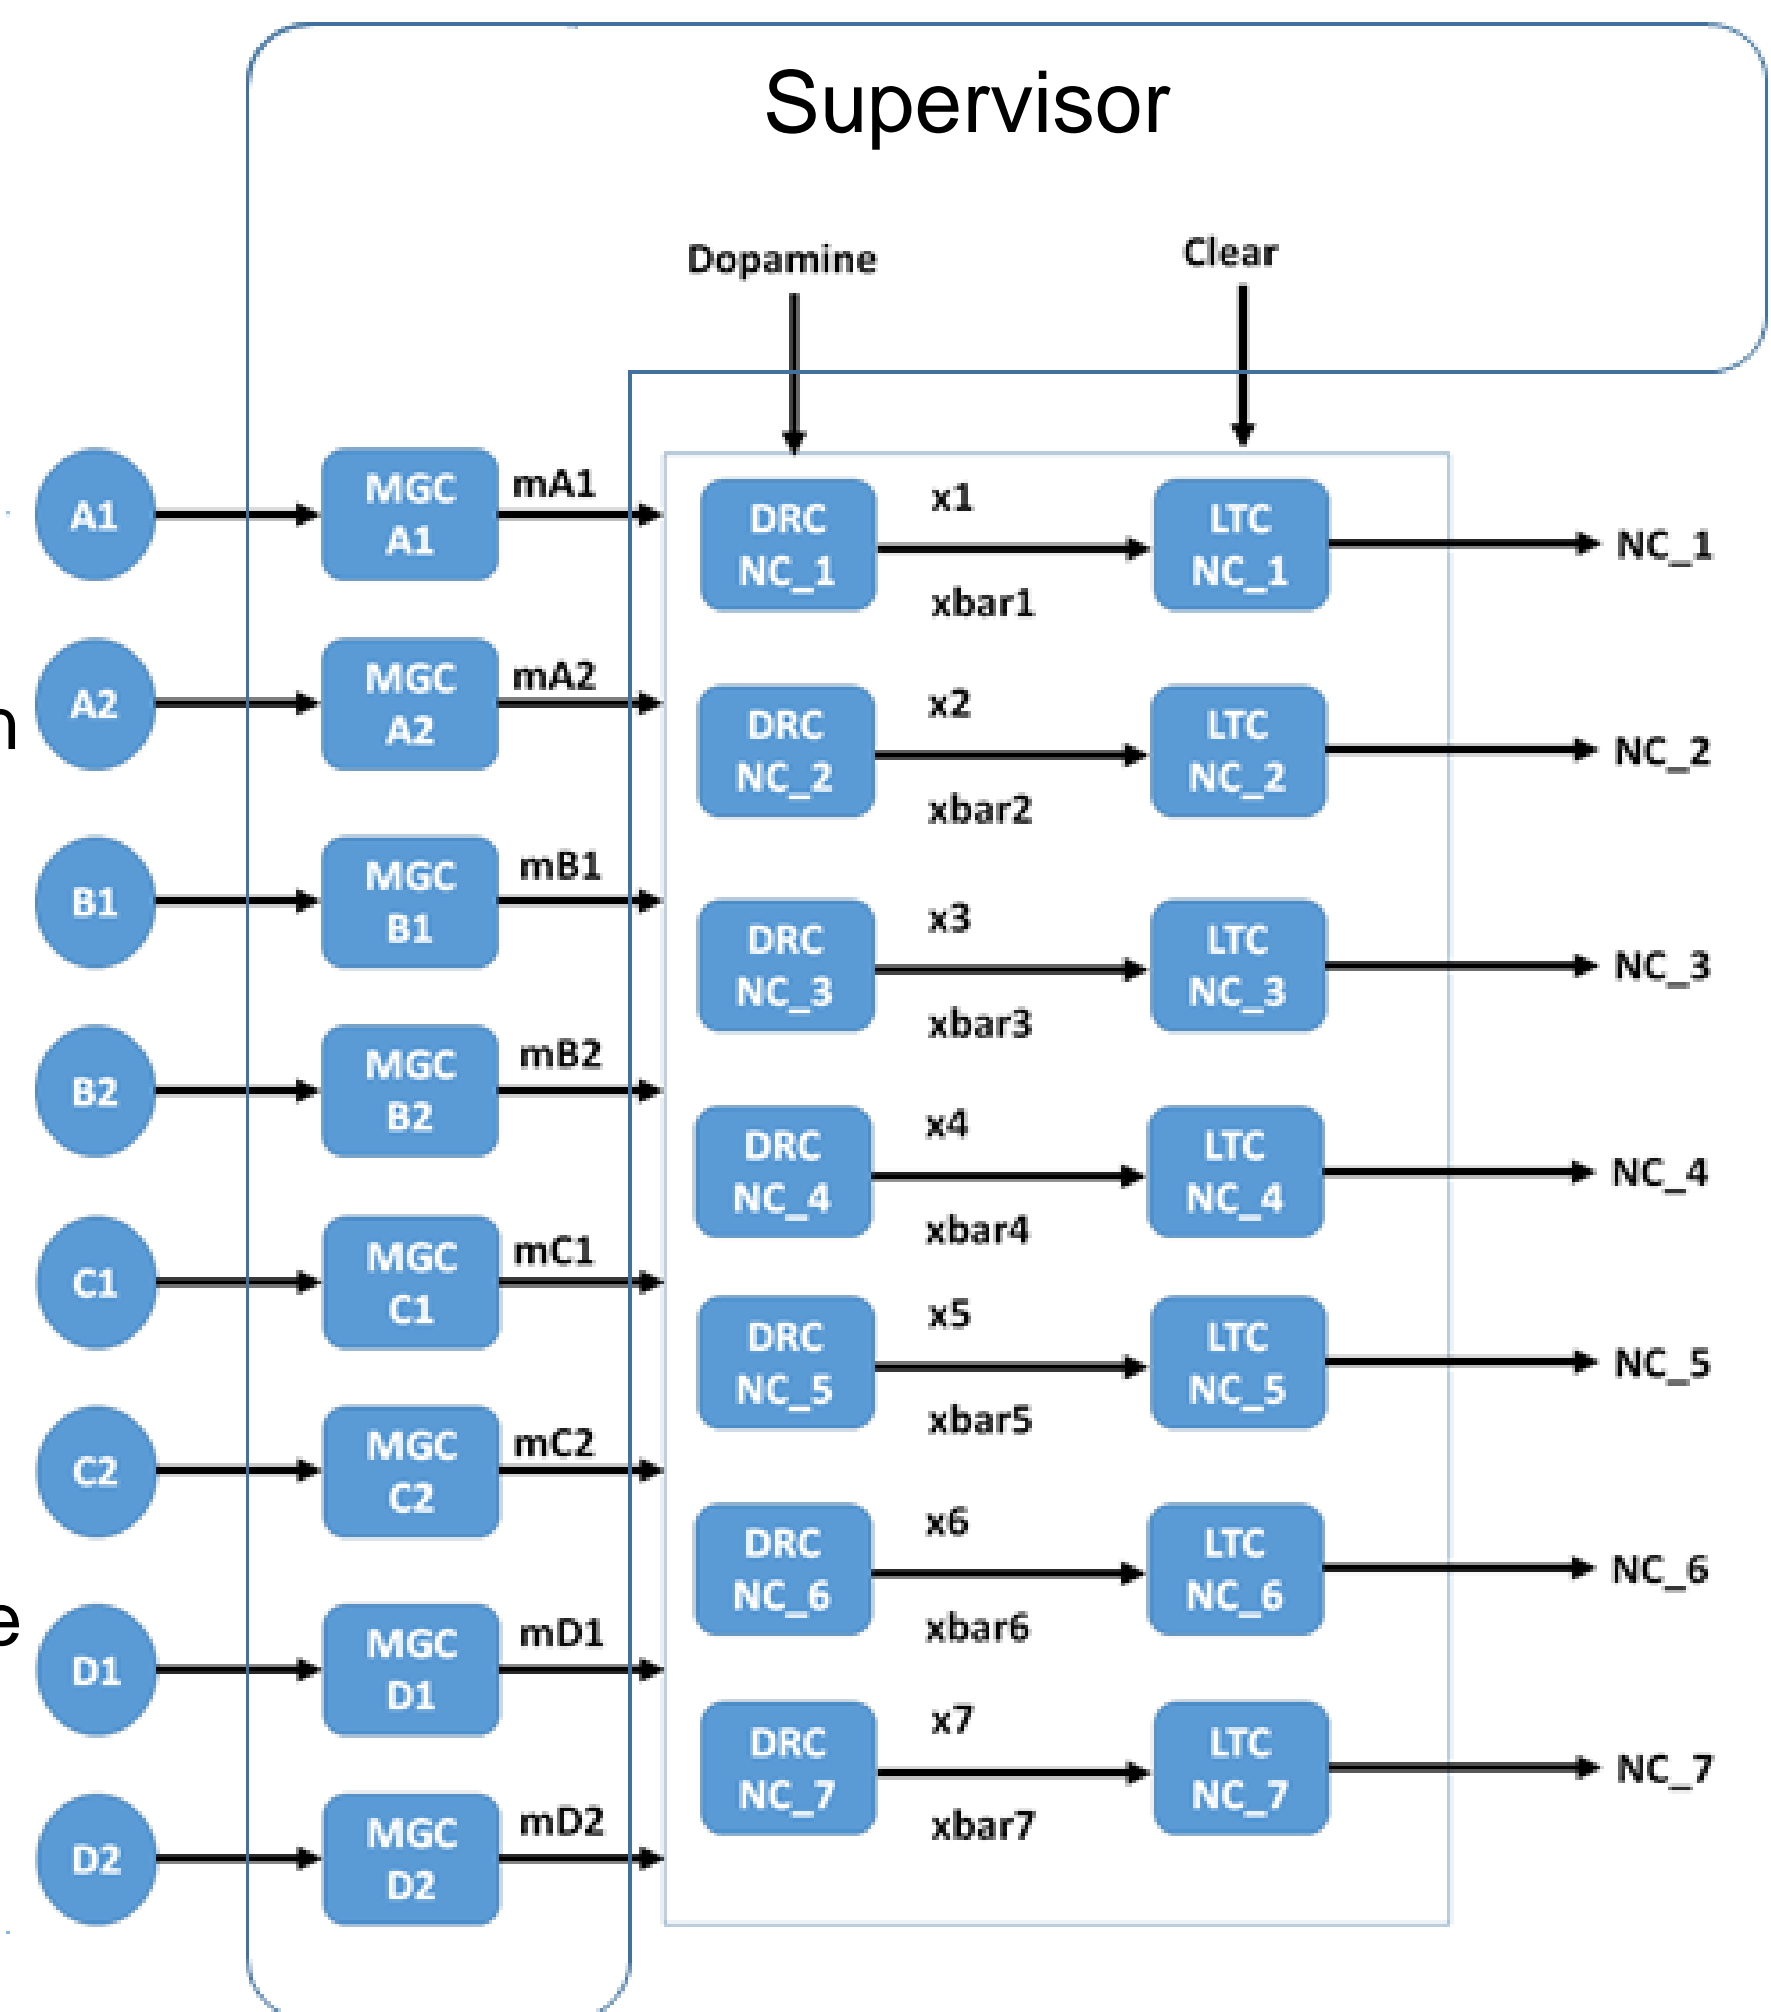 Supervisor
Dopamine
Clear
A1
MGC
A1
mA1
DRC
NC_1
x1
xbar1
LTC
NC_1
NC_1
A2
MGC
A2
mA2
DRC
NC_2
x2
xbar2
LTC
NC_2
NC_2
B1
MGC
B1
mB1
DRC
NC_3
x3
xbar3
LTC
NC_3
NC_3
B2
MGC
B2
mB2
DRC
NC_4
x4
xbar4
LTC
NC_4
NC_4
C1
MGC
C1
mC1
DRC
NC_5
x5
xbar5
LTC
NC_5
NC_5
C2
MGC
C2
mC2
DRC
NC_6
x6
xbar6
LTC
NC_6
NC_6
D1
MGC
D1
mD1
DRC
NC_7
x7
xbar7
LTC
NC_7
NC_7
D2
MGC
D2
mD2